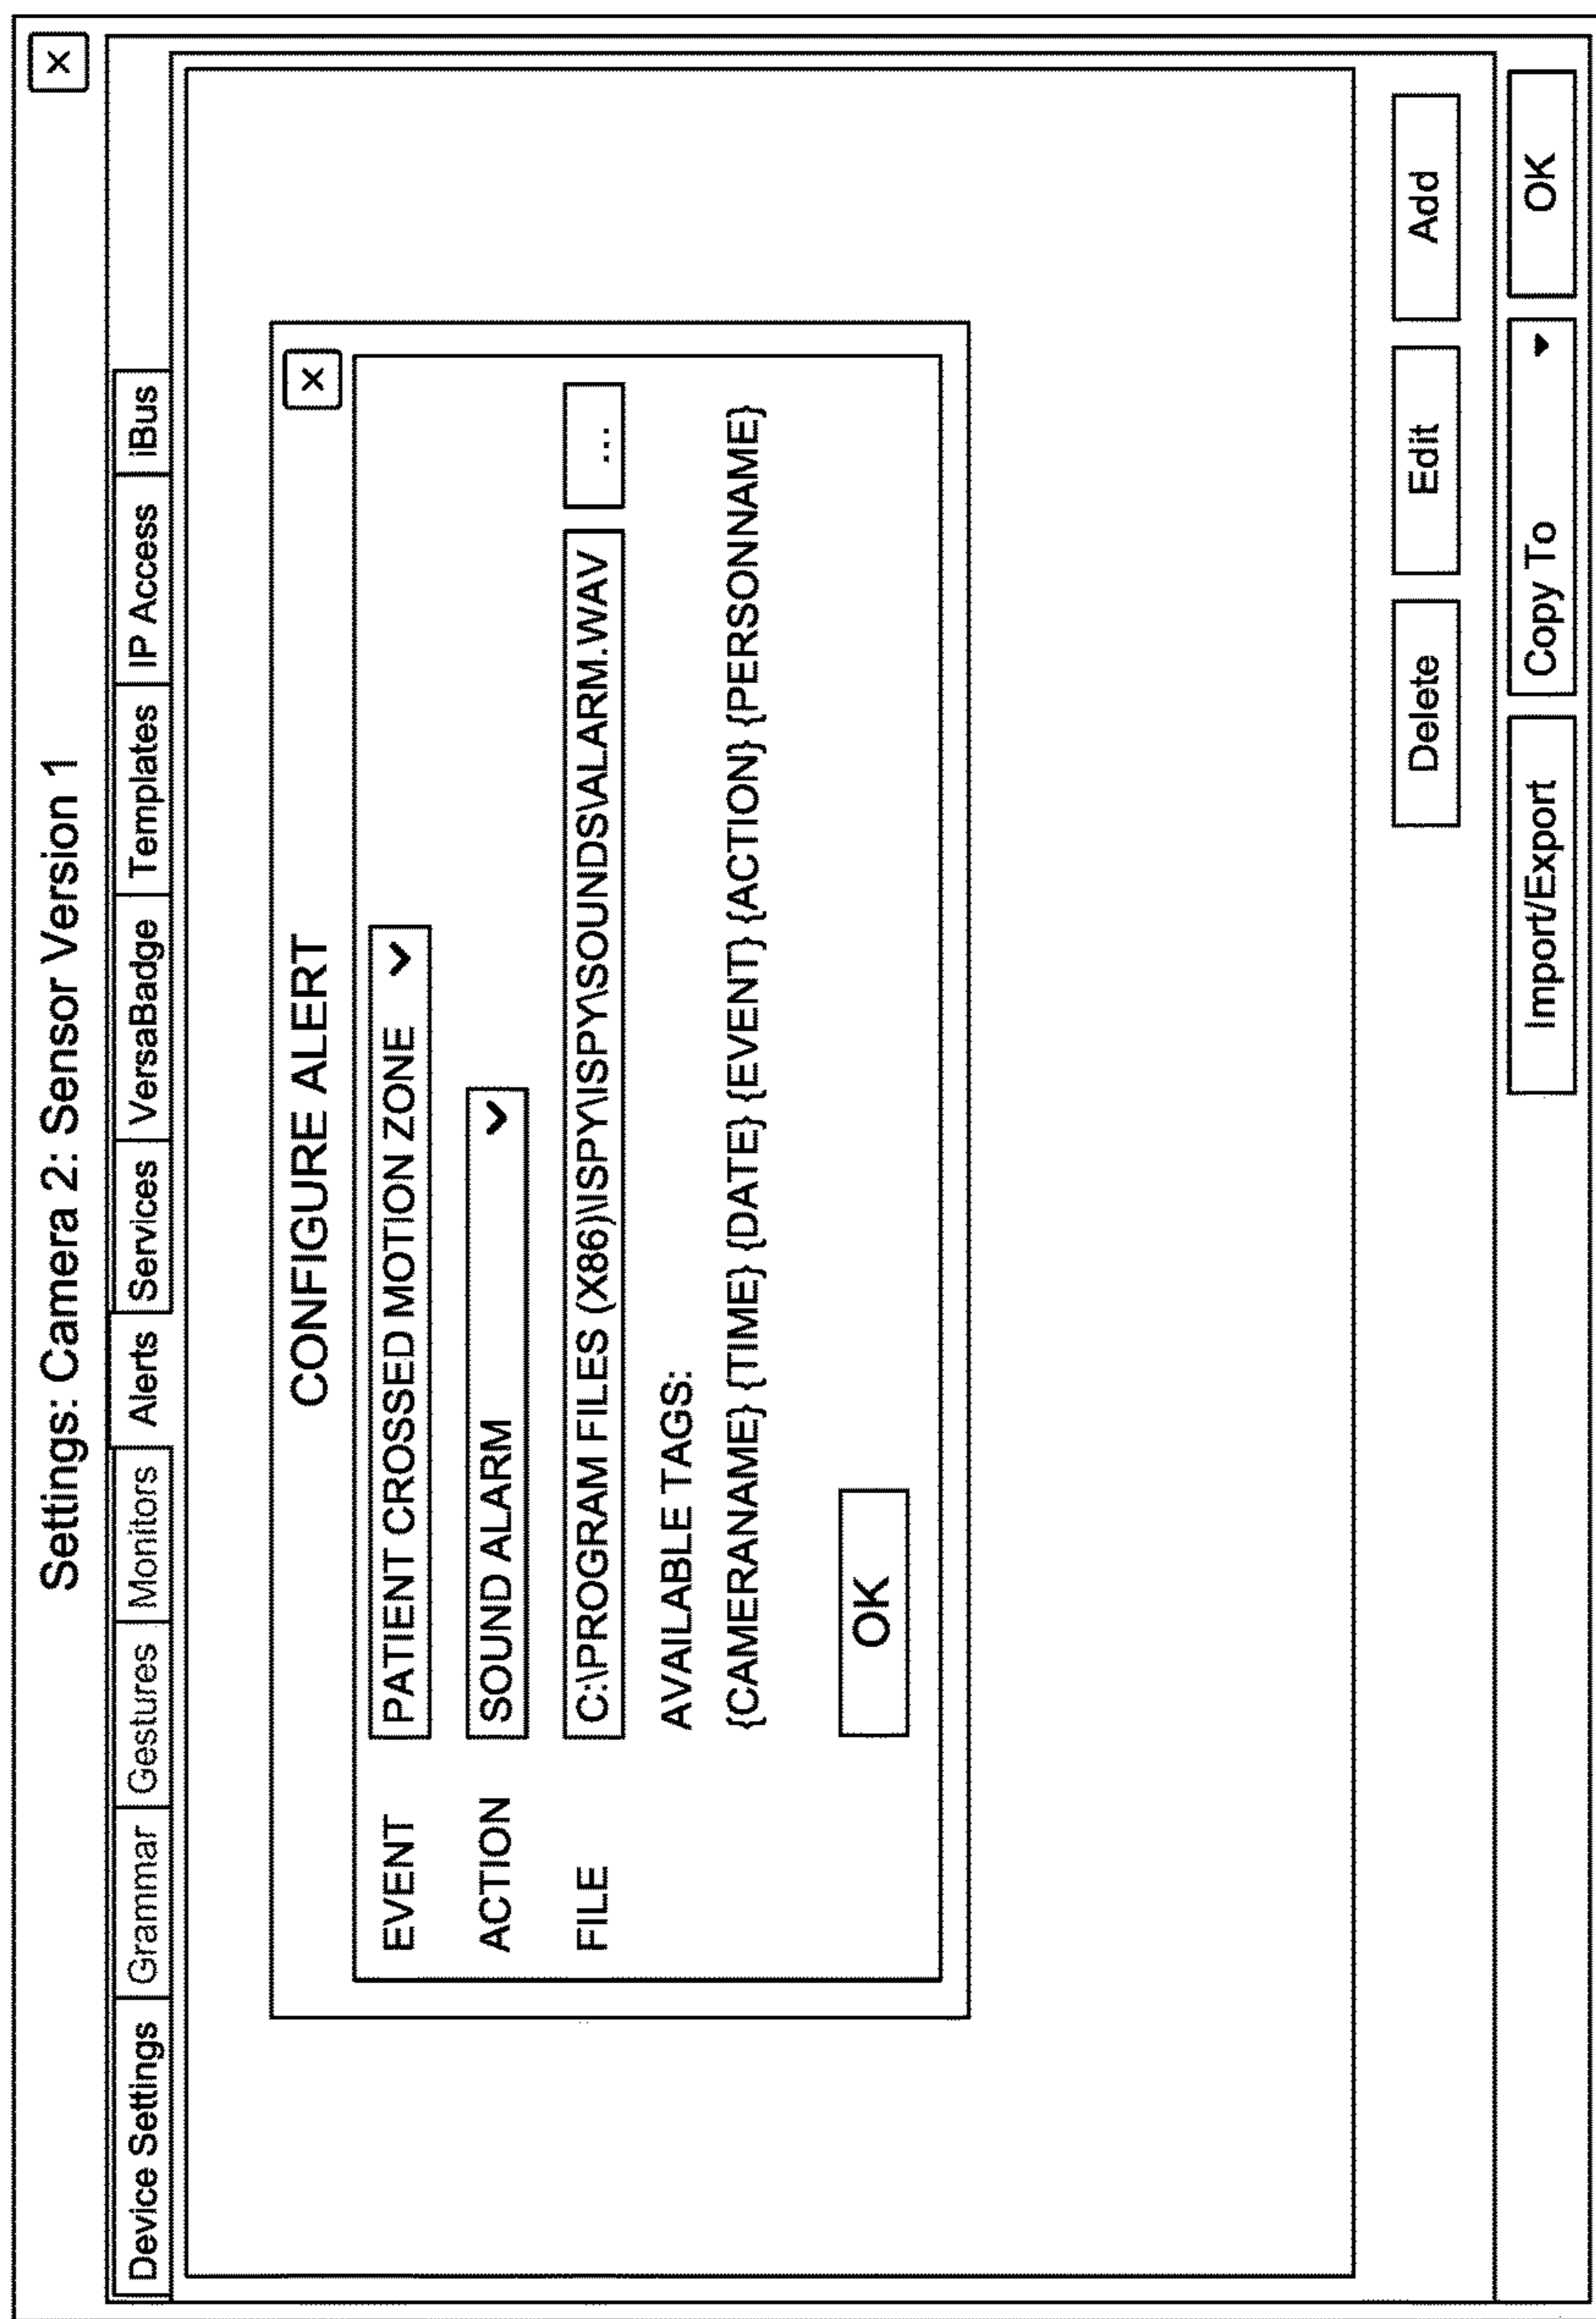 Settings: Camera 2: Sensor Version 1
×
Device Settings Grammar Gestures Monitors Alerts Services VersaBadge Templates IP Access iBus
CONFIGURE ALERT
×
EVENT PATIENT CROSSED MOTION ZONE
ACTION SOUND ALARM
FILE C:\PROGRAM FILES (X86)\ISPY\ISPY\SOUNDS\ALARM.WAV ...
AVAILABLE TAGS:
{CAMERANAME} {TIME} {DATE} {EVENT} {ACTION} {PERSONNAME}
OK
Delete Edit Add
Import/Export Copy To OK